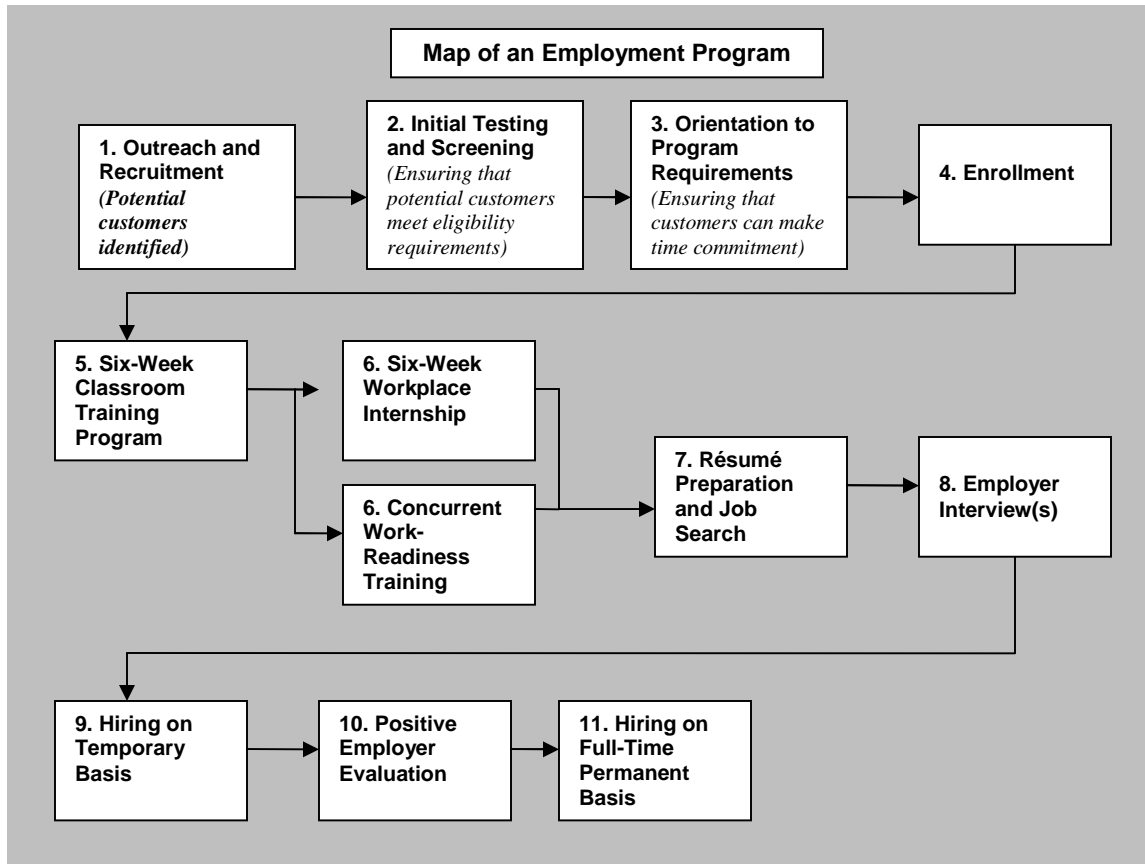 Map of an Employment Program
1. Outreach and
Recruitment
(Potential
customers
identified)
2. Initial Testing
and Screening
(Ensuring that
potential customers
meet eligibility
requirements)
3. Orientation to
Program
Requirements
(Ensuring that
customers can make
time commitment)
4. Enrollment
5. Six-Week
Classroom
Training
Program
6. Six-Week
Workplace
Internship
6. Concurrent
Work-
Readiness
Training
7. Résumé
Preparation
and Job
Search
8. Employer
Interview(s)
9. Hiring on
Temporary
Basis
10. Positive
Employer
Evaluation
11. Hiring on
Full-Time
Permanent
Basis